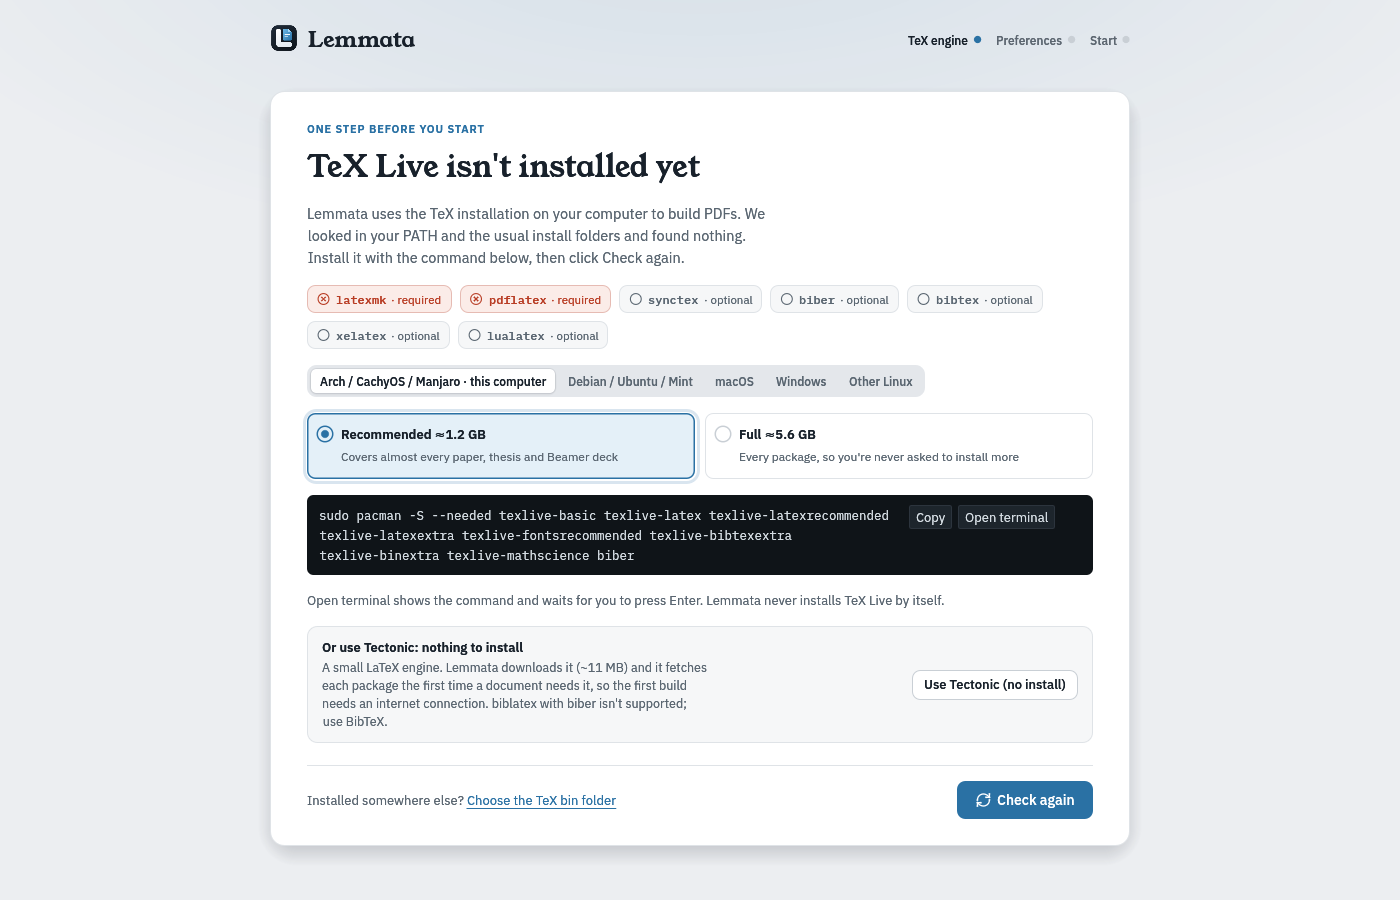 Lemmata
TeX engine
Preferences
Start
ONE STEP BEFORE YOU START
TeX Live isn't installed yet
Lemmata uses the TeX installation on your computer to build PDFs. We
looked in your PATH and the usual install folders and found nothing.
Install it with the command below, then click Check again.
latexmk · required
pdflatex · required
synctex · optional
biber · optional
bibtex · optional
xelatex · optional
lualatex · optional
Arch / CachyOS / Manjaro · this computer
Debian / Ubuntu / Mint
macOS
Windows
Other Linux
Recommended ≈1.2 GB
Covers almost every paper, thesis and Beamer deck
Full ≈5.6 GB
Every package, so you're never asked to install more
sudo pacman -S --needed texlive-basic texlive-latex texlive-latexrecommended
texlive-latexextra texlive-fontsrecommended texlive-bibtexextra
texlive-binextra texlive-mathscience biber
Copy
Open terminal
Open terminal shows the command and waits for you to press Enter. Lemmata never installs TeX Live by itself.
Or use Tectonic: nothing to install
A small LaTeX engine. Lemmata downloads it (~11 MB) and it fetches
each package the first time a document needs it, so the first build
needs an internet connection. biblatex with biber isn't supported;
use BibTeX.
Use Tectonic (no install)
Installed somewhere else? Choose the TeX bin folder
Check again